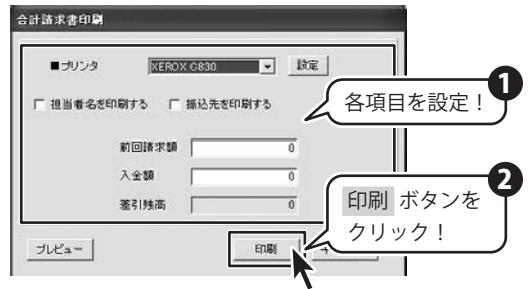 合計請求書印刷
■プリンタ XEROX C830 設定
担当者名を印刷する 振込先を印刷する
前回請求額 0
入金額 0
差引残高 0
プレビュー 印刷
1
各項目を設定！
2
印刷 ボタンを
クリック！